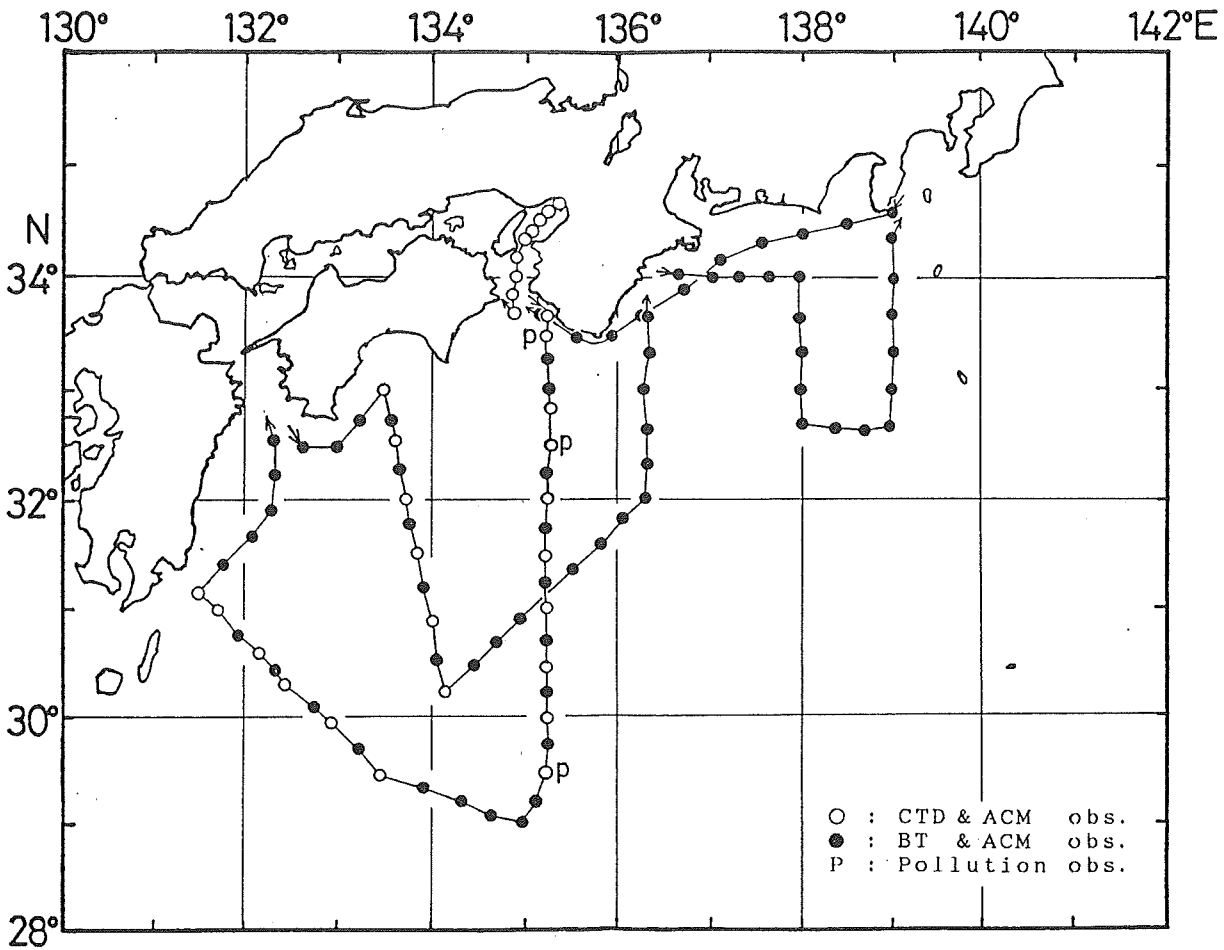 130° 132° 134° 136° 138° 140° 142°E
N
34°
P
P
32°
30°
P
O : CTD & ACM obs.
● : BT & ACM obs.
P : Pollution obs.
28°